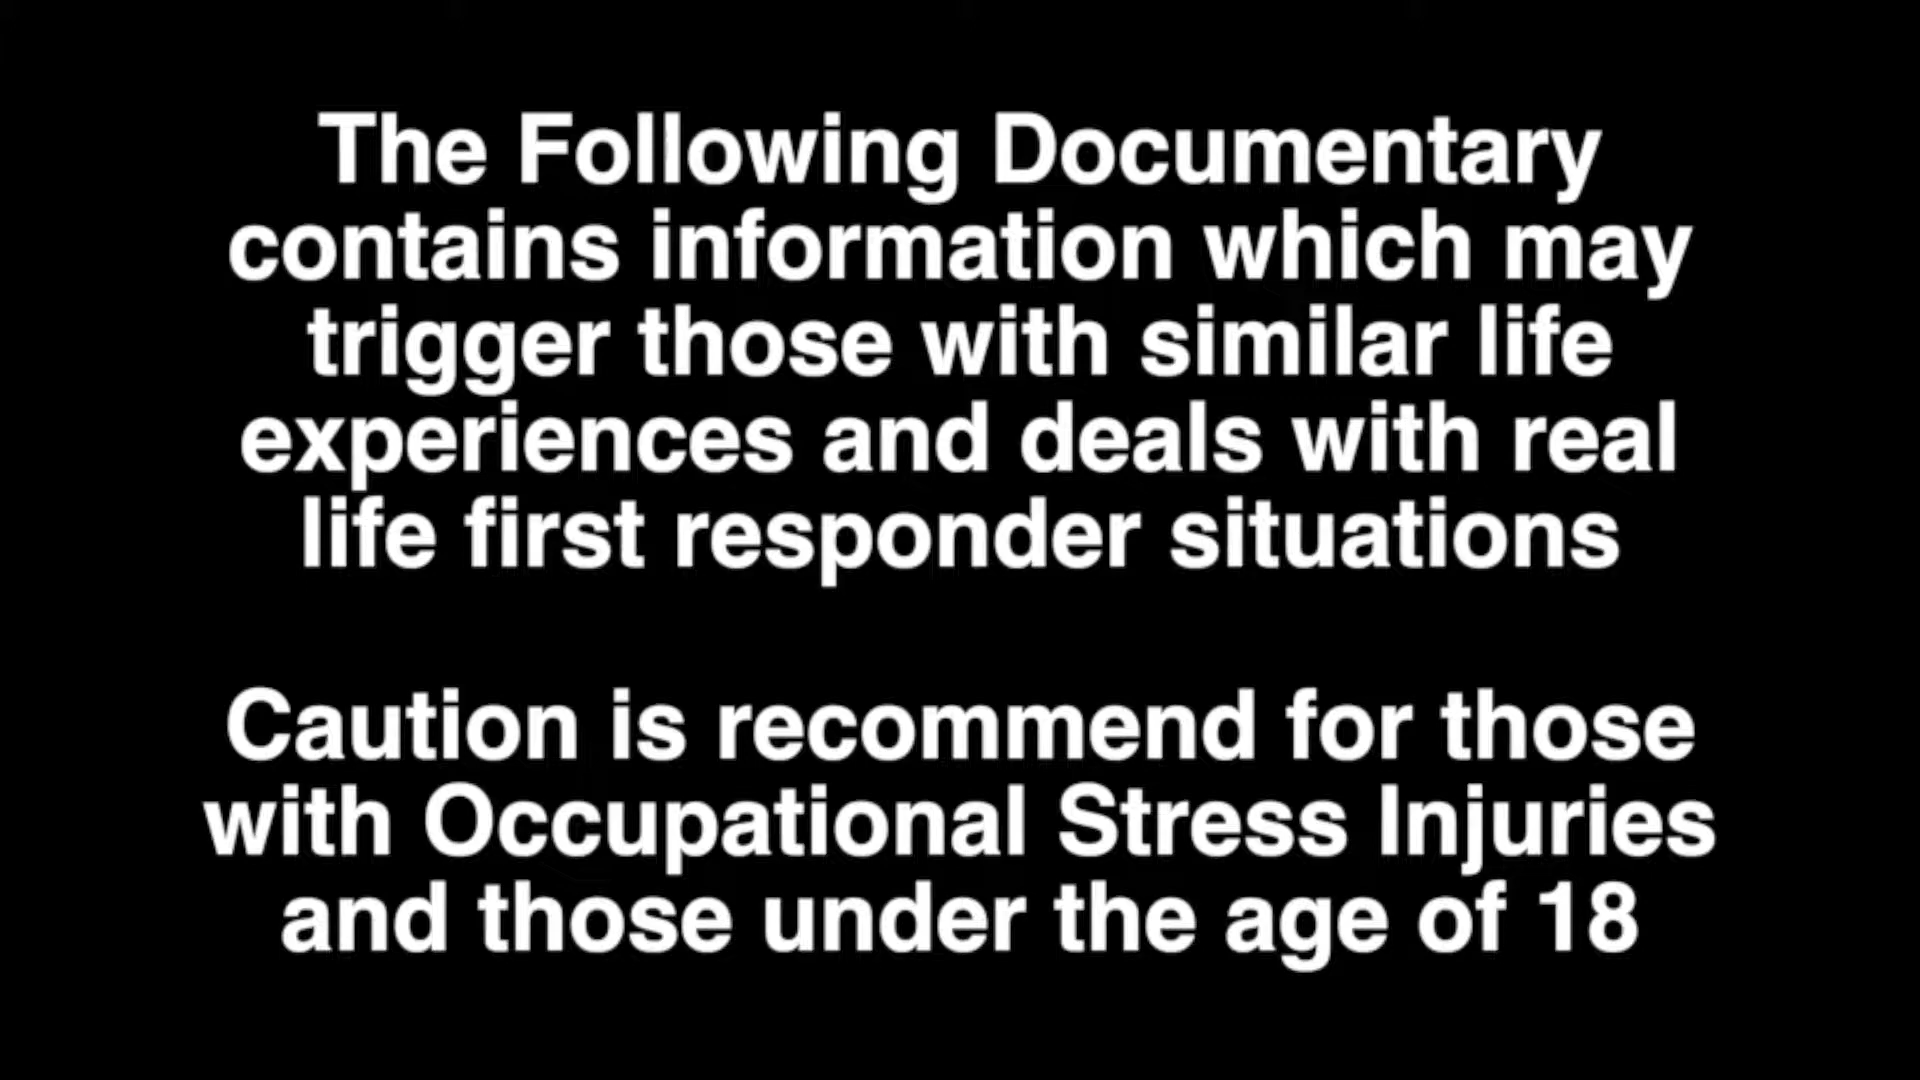 The Following Documentary
contains information which may
trigger those with similar life
experiences and deals with real
life first responder situations
Caution is recommend for those
with Occupational Stress Injuries
and those under the age of 18